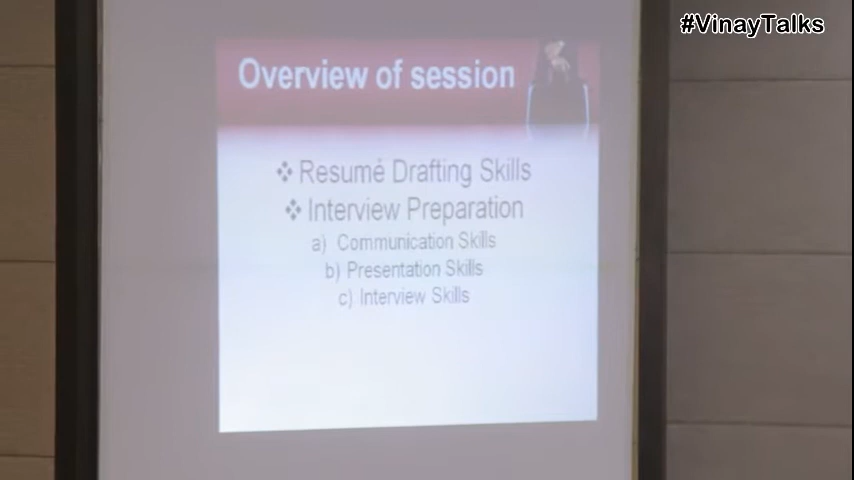 #VinayTalks
Overview of session
❖ Resumé Drafting Skills
❖ Interview Preparation
a) Communication Skills
b) Presentation Skills
c) Interview Skills